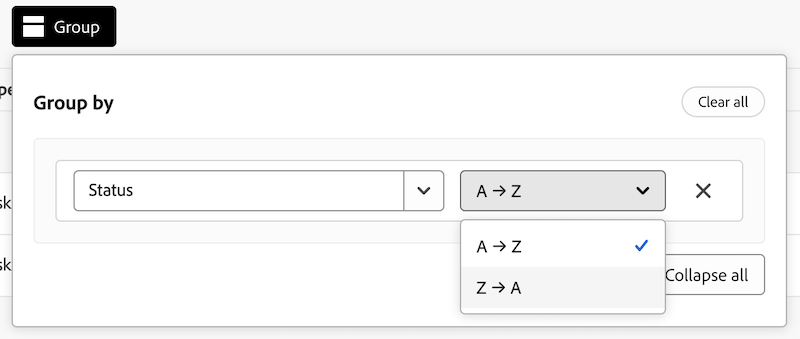 Group
pe
Group by
Clear all
Status
A → Z
A → Z
sk
Z → A
Collapse all
sk